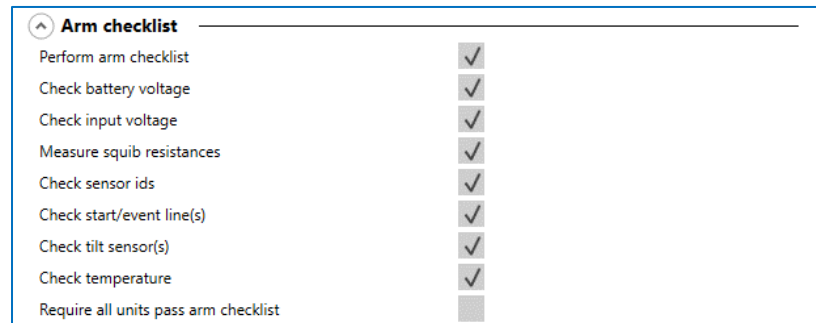 Arm checklist
Perform arm checklist
Check battery voltage
Check input voltage
Measure squib resistances
Check sensor ids
Check start/event line(s)
Check tilt sensor(s)
Check temperature
Require all units pass arm checklist